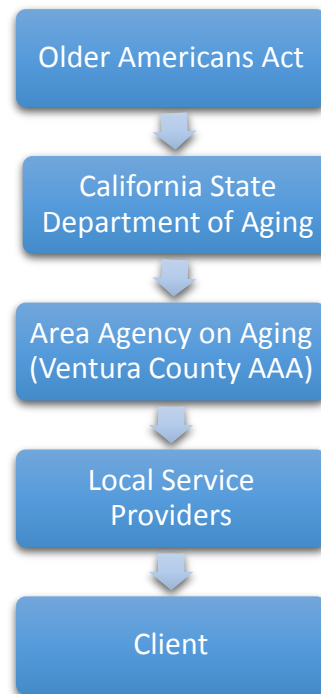 Older Americans Act
California State
Department of Aging
Area Agency on Aging
(Ventura County AAA)
Local Service
Providers
Client